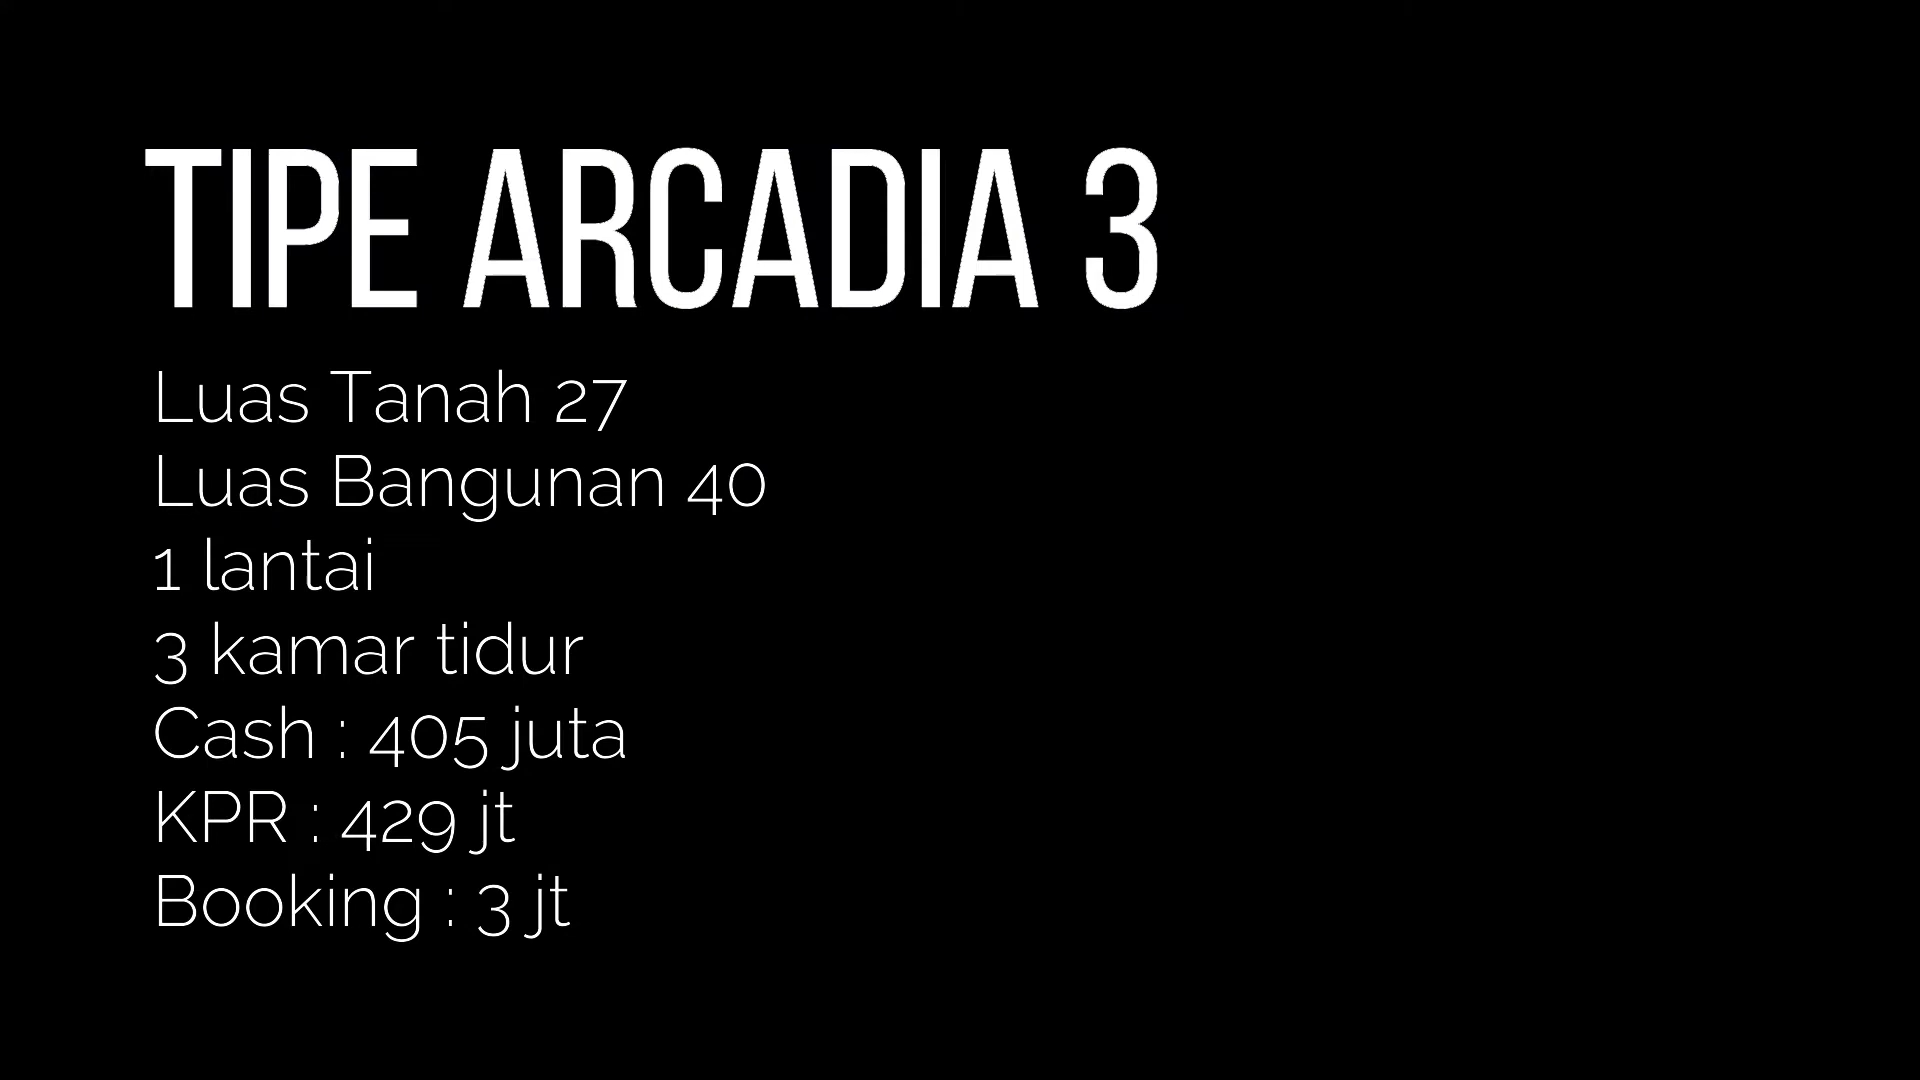 TIPE ARCADIA 3
Luas Tanah 27
Luas Bangunan 40
1 lantai
3 kamar tidur
Cash : 405 juta
KPR : 429 jt
Booking : 3 jt